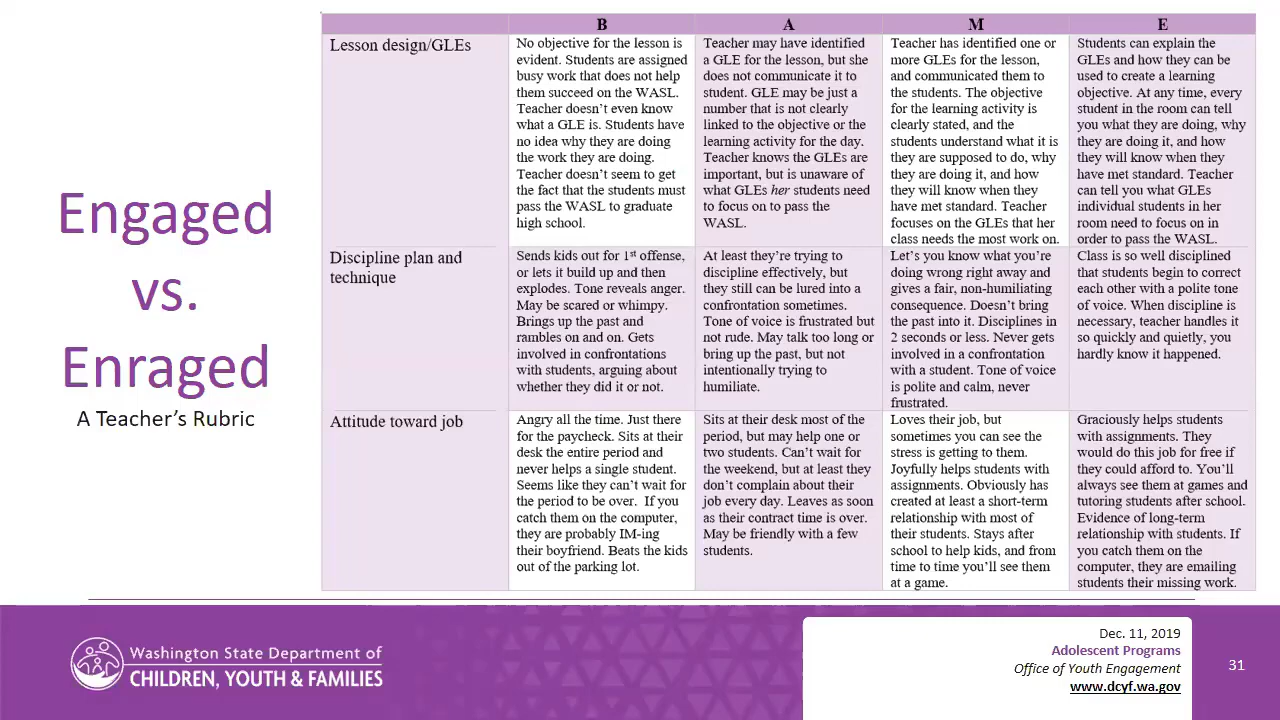 Engaged
vs.
Enraged
A Teacher's Rubric
B
A
M
E
Lesson design/GLEs
No objective for the lesson is
evident. Students are assigned
busy work that does not help
them succeed on the WASL.
Teacher doesn't even know
what a GLE is. Students have
no idea why they are doing
the work they are doing.
Teacher doesn't seem to get
the fact that the students must
pass the WASL to graduate
high school.
Teacher may have identified
a GLE for the lesson, but she
does not communicate it to
student. GLE may be just a
number that is not clearly
linked to the objective or the
learning activity for the day.
Teacher knows the GLEs are
important, but is unaware of
what GLEs her students need
to focus on to pass the
WASL.
Teacher has identified one or
more GLEs for the lesson,
and communicated them to
the students. The objective
for the learning activity is
clearly stated, and the
students understand what it is
they are supposed to do, why
they are doing it, and how
they will know when they
have met standard. Teacher
focuses on the GLEs that her
class needs the most work on.
Students can explain the
GLEs and how they can be
used to create a learning
objective. At any time, every
student in the room can tell
you what they are doing, why
they are doing it, and how
they will know when they
have met standard. Teacher
can tell you what GLEs
individual students in her
room need to focus on in
order to pass the WASL.
Discipline plan and
technique
Sends kids out for 1st offense,
or lets it build up and then
explodes. Tone reveals anger.
May be scared or whimpy.
Brings up the past and
rambles on and on. Gets
involved in confrontations
with students, arguing about
whether they did it or not.
At least they're trying to
discipline effectively, but
they still can be lured into a
confrontation sometimes.
Tone of voice is frustrated but
not rude. May talk too long or
bring up the past, but not
intentionally trying to
humiliate.
Let's you know what you're
doing wrong right away and
gives a fair, non-humiliating
consequence. Doesn't bring
the past into it. Disciplines in
2 seconds or less. Never gets
involved in a confrontation
with a student. Tone of voice
is polite and calm, never
frustrated.
Class is so well disciplined
that students begin to correct
each other with a polite tone
of voice. When discipline is
necessary, teacher handles it
so quickly and quietly, you
hardly know it happened.
Attitude toward job
Angry all the time. Just there
for the paycheck. Sits at their
desk the entire period and
never helps a single student.
Seems like they can't wait for
the period to be over.  If you
catch them on the computer,
they are probably IM-ing
their boyfriend. Beats the kids
out of the parking lot.
Sits at their desk most of the
period, but may help one or
two students. Can't wait for
the weekend, but at least they
don't complain about their
job every day. Leaves as soon
as their contract time is over.
May be friendly with a few
students.
Loves their job, but
sometimes you can see the
stress is getting to them.
Joyfully helps students with
assignments. Obviously has
created at least a short-term
relationship with most of
their students. Stays after
school to help kids, and from
time to time you'll see them
at a game.
Graciously helps students
with assignments. They
would do this job for free if
they could afford to. You'll
always see them at games and
tutoring students after school.
Evidence of long-term
relationship with students. If
you catch them on the
computer, they are emailing
students their missing work.
Washington State Department of
CHILDREN, YOUTH & FAMILIES
Dec. 11, 2019
Adolescent Programs
Office of Youth Engagement
www.dcyf.wa.gov
31